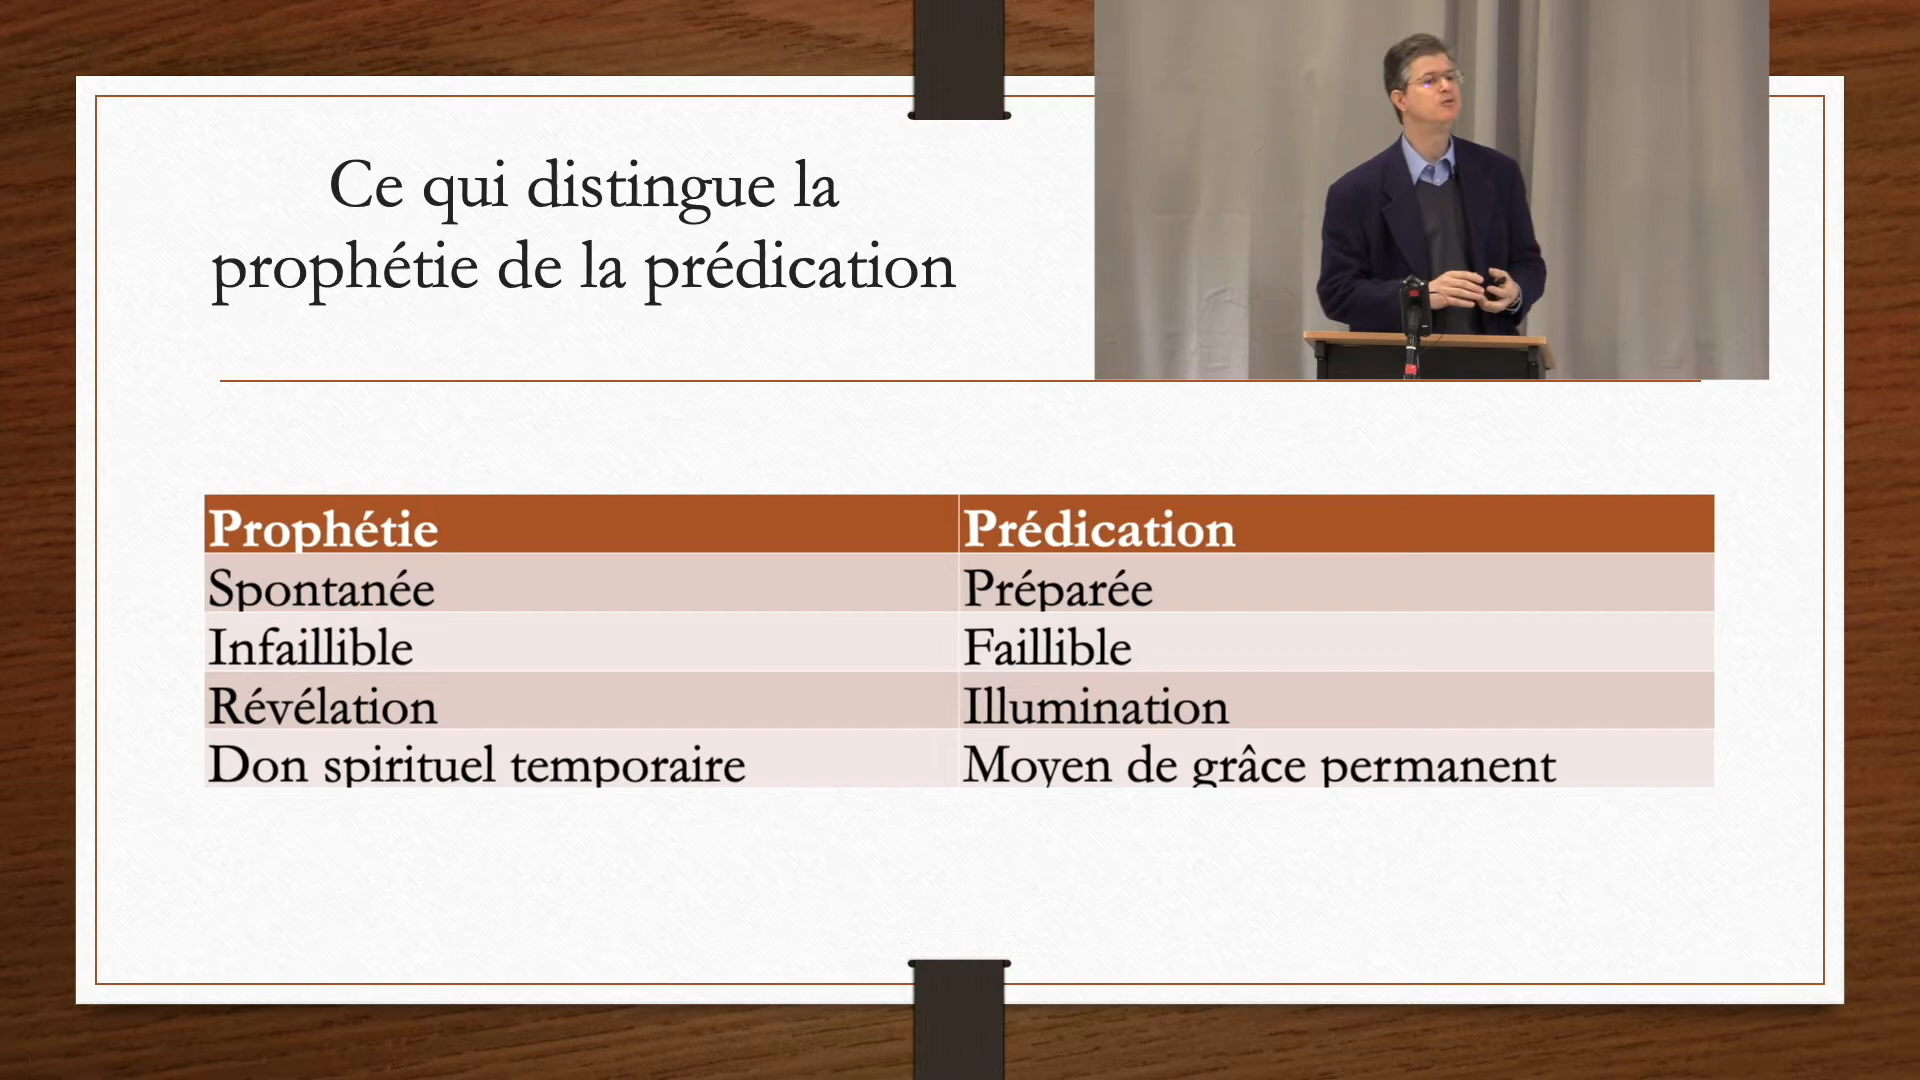 Ce qui distingue la
prophétie de la prédication
Prophétie Prédication
Spontanée Préparée
Infaillible Faillible
Révélation Illumination
Don spirituel temporaire Moyen de grâce permanent